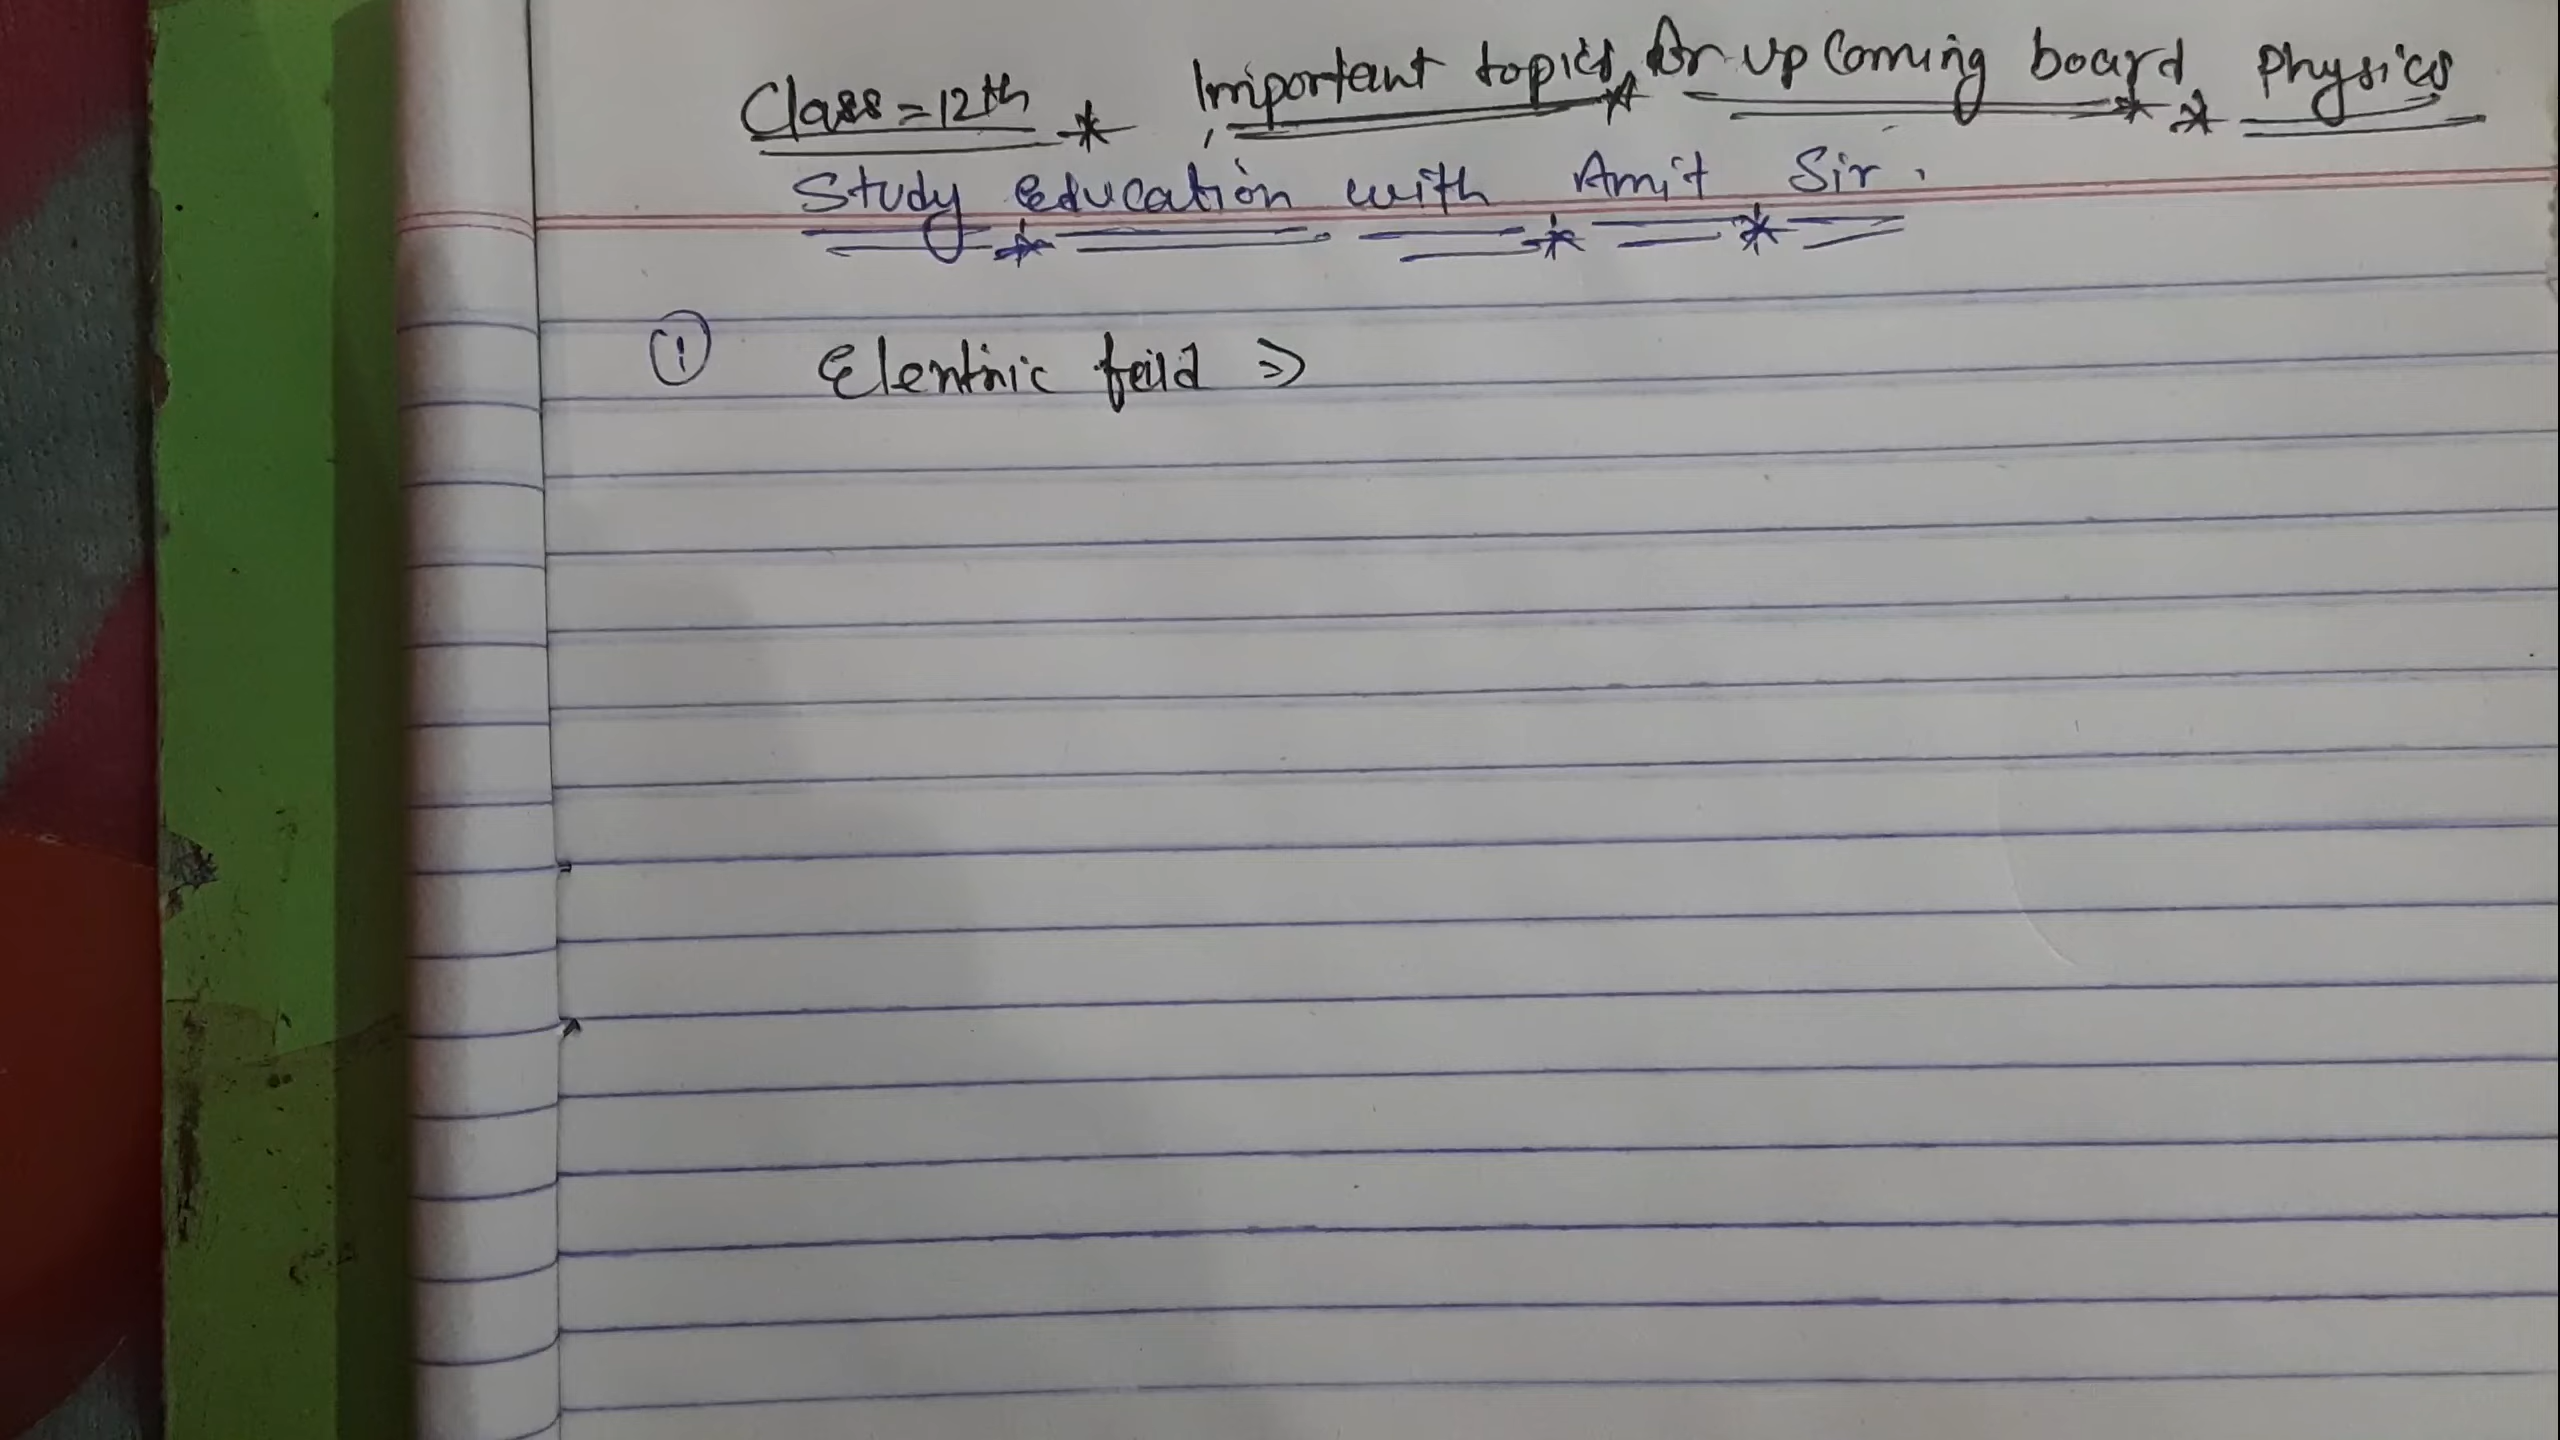 Class = 12th * Important topics for up Coming board Physics
Study education with Amit Sir.
① Elentric feild ⇒